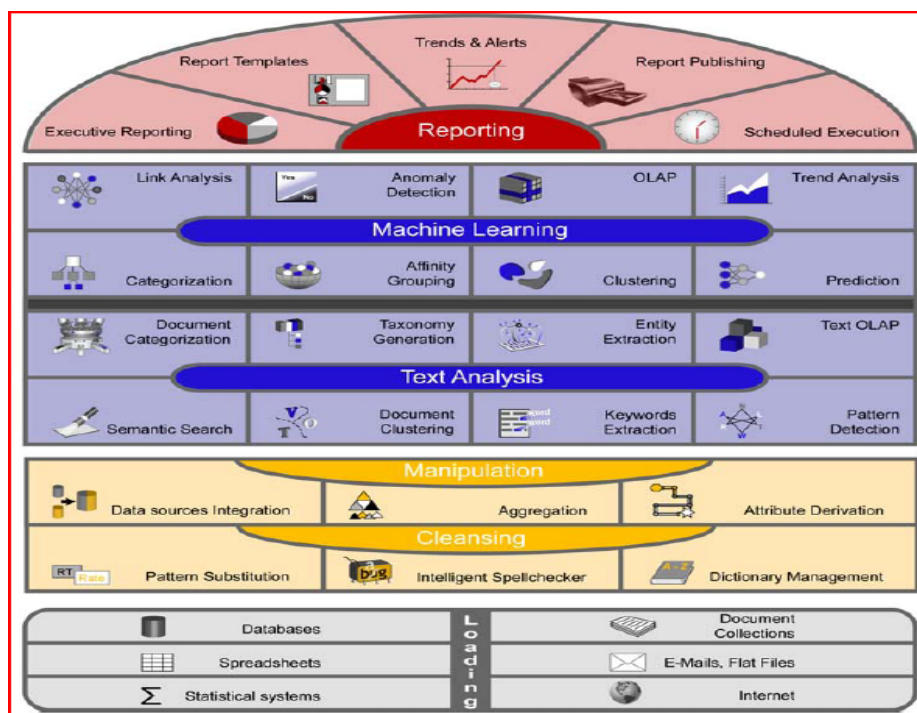 Trends & Alerts
Report Templates
Report Publishing
Executive Reporting
Reporting
Scheduled Execution
Link Analysis
Yes
No
Anomaly
Detection
OLAP
Trend Analysis
Machine Learning
Categorization
Affinity
Grouping
Clustering
Prediction
Document
Categorization
Taxonomy
Generation
Entity
Extraction
Text OLAP
Text Analysis
Semantic Search
V
O
T
Document
Clustering
word
word
Keywords
Extraction
Pattern
Detection
Manipulation
Data sources Integration
Aggregation
Attribute Derivation
Cleansing
RT
Rate
Pattern Substitution
bug
Intelligent Spellchecker
A-Z
Dictionary Management
Loading
Databases
Document
Collections
Spreadsheets
E-Mails, Flat Files
Σ
Statistical systems
Internet